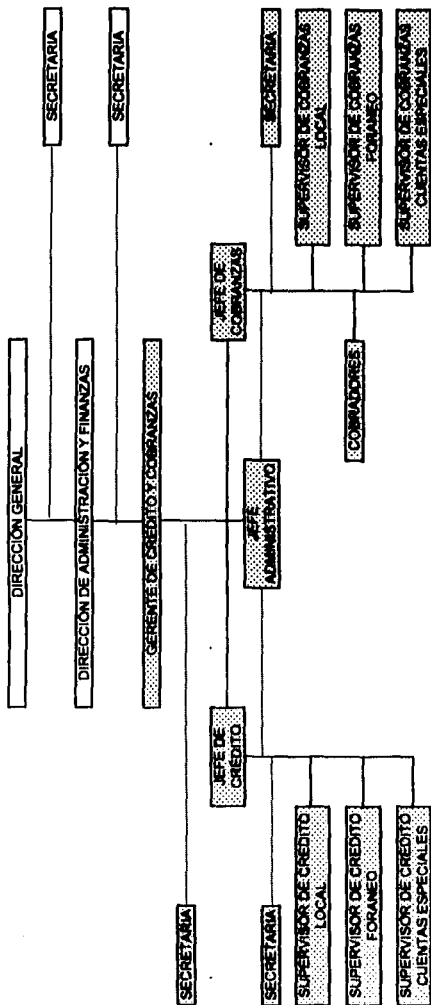 DIRECCIÓN GENERAL
SECRETARIA
DIRECCIÓN DE ADMINISTRACIÓN Y FINANZAS
SECRETARIA
GERENTE DE CRÉDITO Y COBRANZAS
SECRETARIA
JEFE DE
CRÉDITO
JEFE DE
COBRANZAS
JEFE
ADMINISTRATIVO
SECRETARIA
SECRETARIA
SUPERVISOR DE CREDITO
LOCAL
SUPERVISOR DE COBRANZAS
LOCAL
SUPERVISOR DE CREDITO
FORANEO
COBRADORES
SUPERVISOR DE COBRANZAS
FORANEO
SUPERVISOR DE CREDITO
CUENTAS ESPECIALES
SUPERVISOR DE COBRANZAS
CUENTAS ESPECIALES